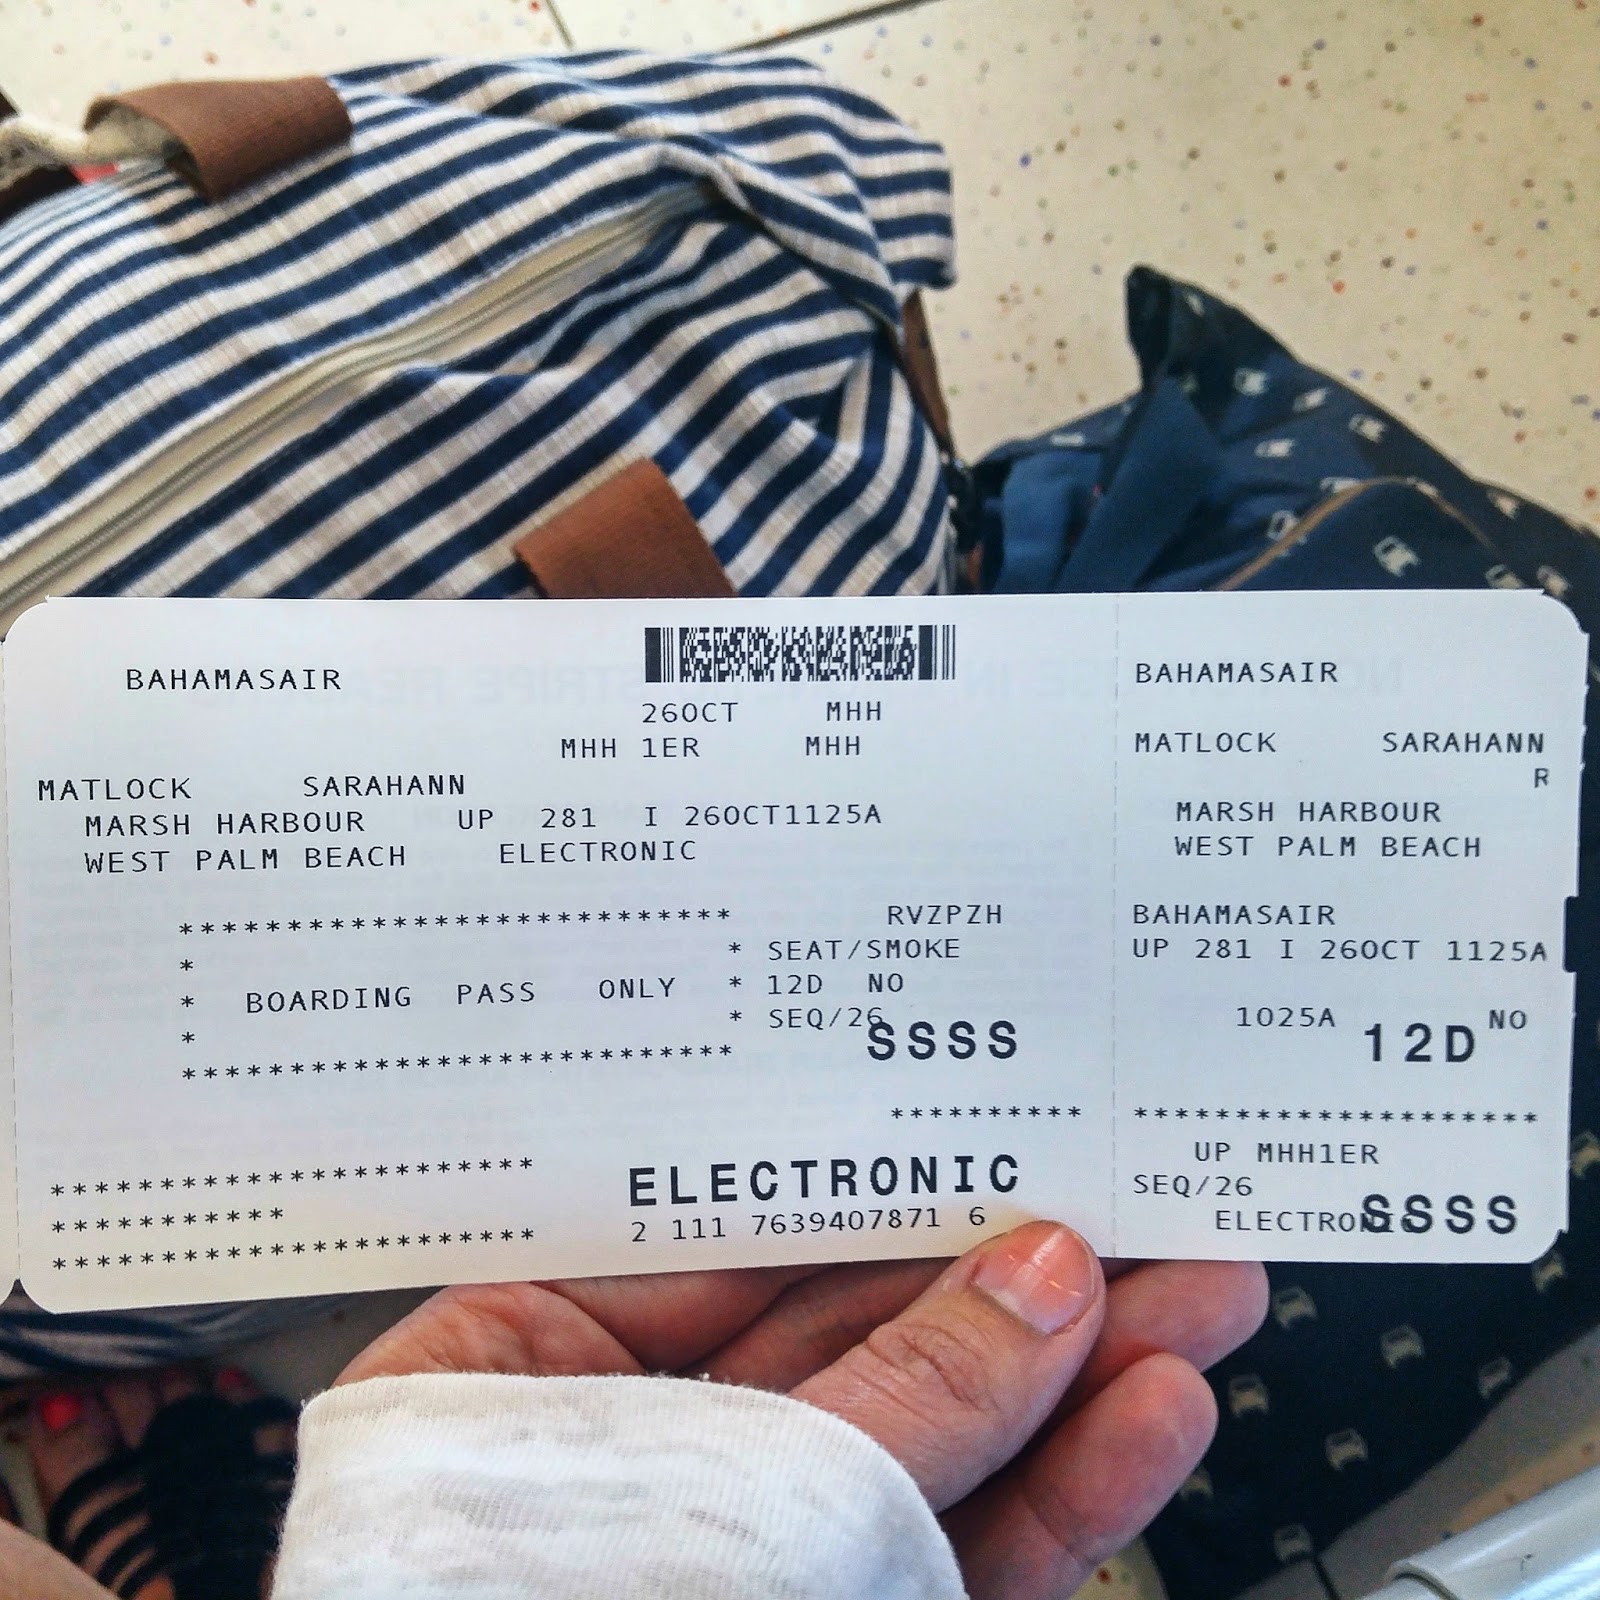 BAHAMASAIR
26OCT MHH
MHH 1ER MHH
MATLOCK SARAHANN
MARSH HARBOUR UP 281 I 26OCT1125A
WEST PALM BEACH ELECTRONIC
*************************** RVZPZH
* * SEAT/SMOKE
* BOARDING PASS ONLY * 12D NO
* * SEQ/26
SSSS
**************************
**********
ELECTRONIC
2 111 7639407871 6
**********************
***********
**********************
BAHAMASAIR
MATLOCK SARAHANN
R
MARSH HARBOUR
WEST PALM BEACH
BAHAMASAIR
UP 281 I 26OCT 1125A
1025A 12D NO
********************
UP MHH1ER
SEQ/26
ELECTRONIC SSSS